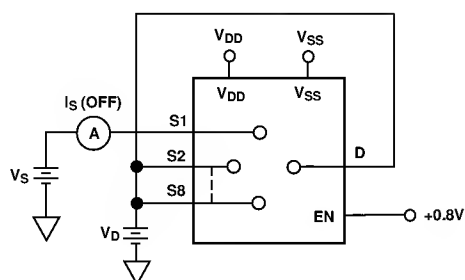 VDD
VSS
VDD
VSS
IS (OFF)
A
S1
S2
D
VS
S8
EN
+0.8V
VD